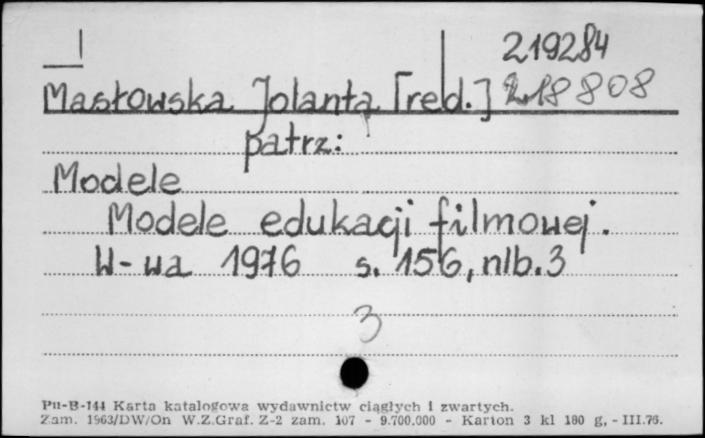 219284
Masłowska Jolanta [red.] 218808
patrz:
Modele
Modele edukacji filmowej.
W-wa 1976 s. 156, nlb. 3
3
Pu-B-144 Karta katalogowa wydawnictw ciągłych i zwartych.
Zam. 1963/DW/On W.Z.Graf. Z-2 zam. 107 - 9.700.000 - Karton 3 kl 180 g, - III.76.